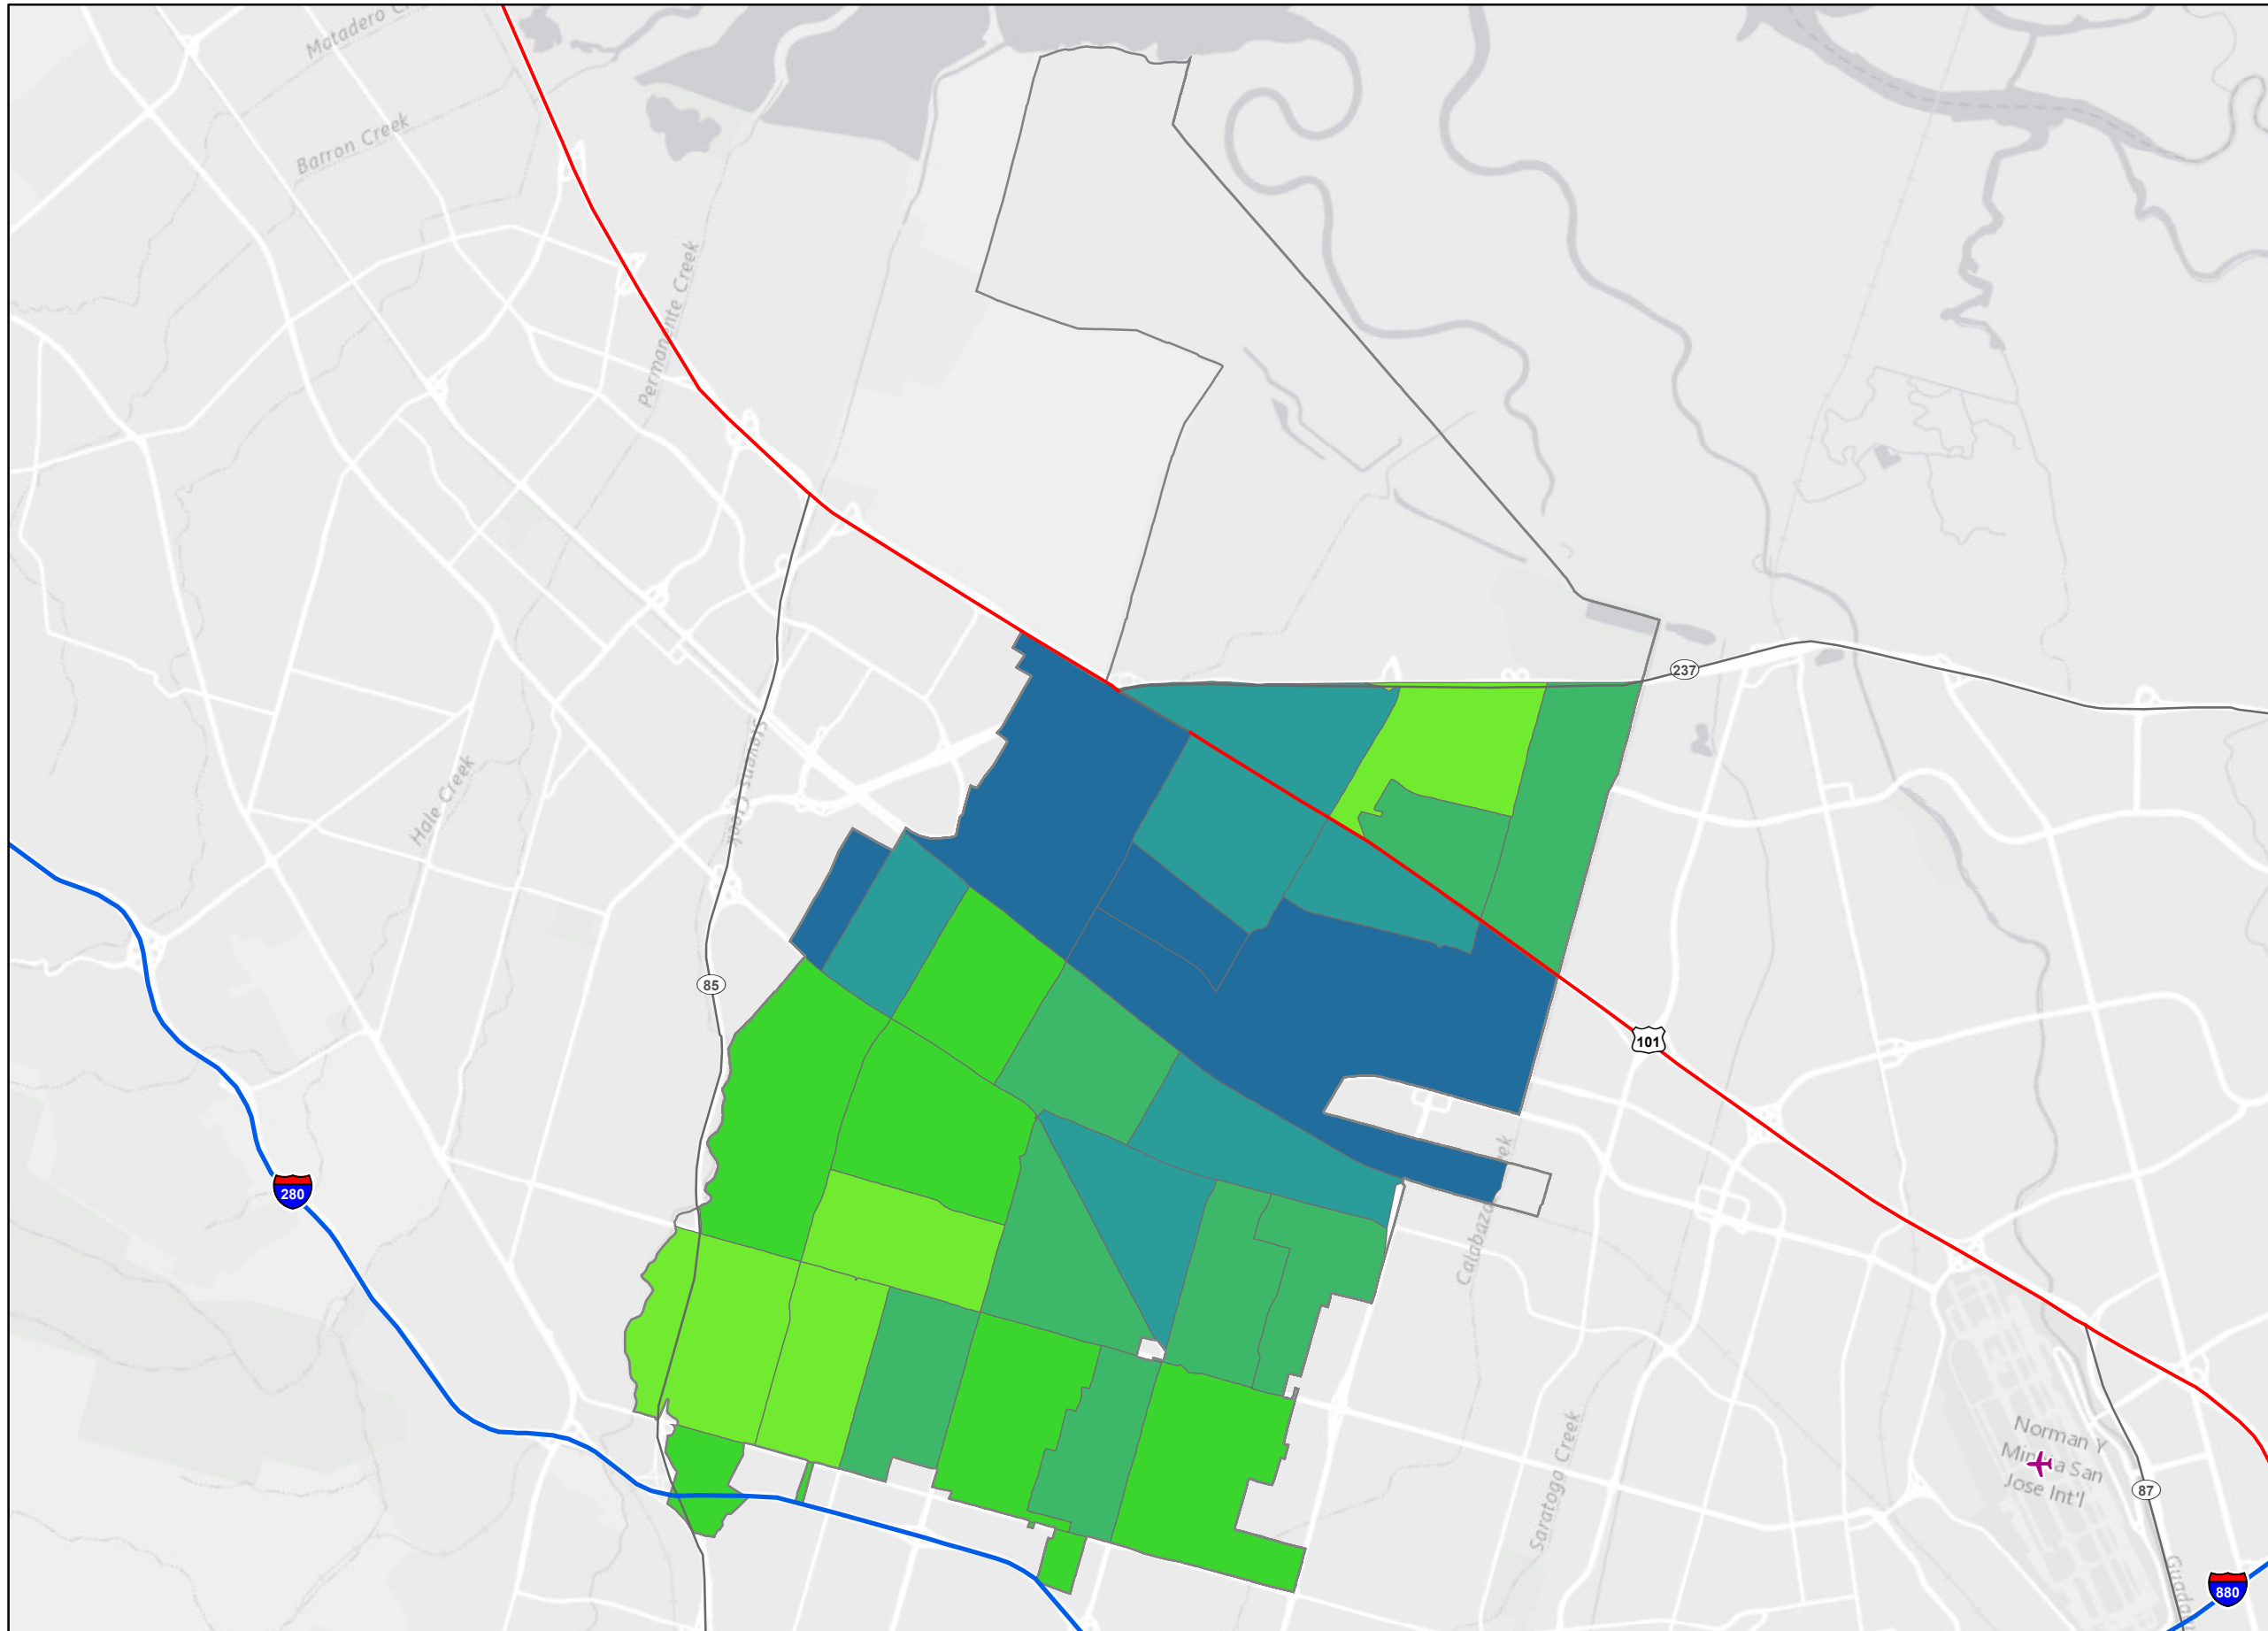 Matadero C
Barron Creek
Permanente Creek
237
Stevens Creek
Hale Creek
85
101
280
Calabazas Creek
Saratoga Creek
Norman Y
Mineta San
Jose Int'l
87
880